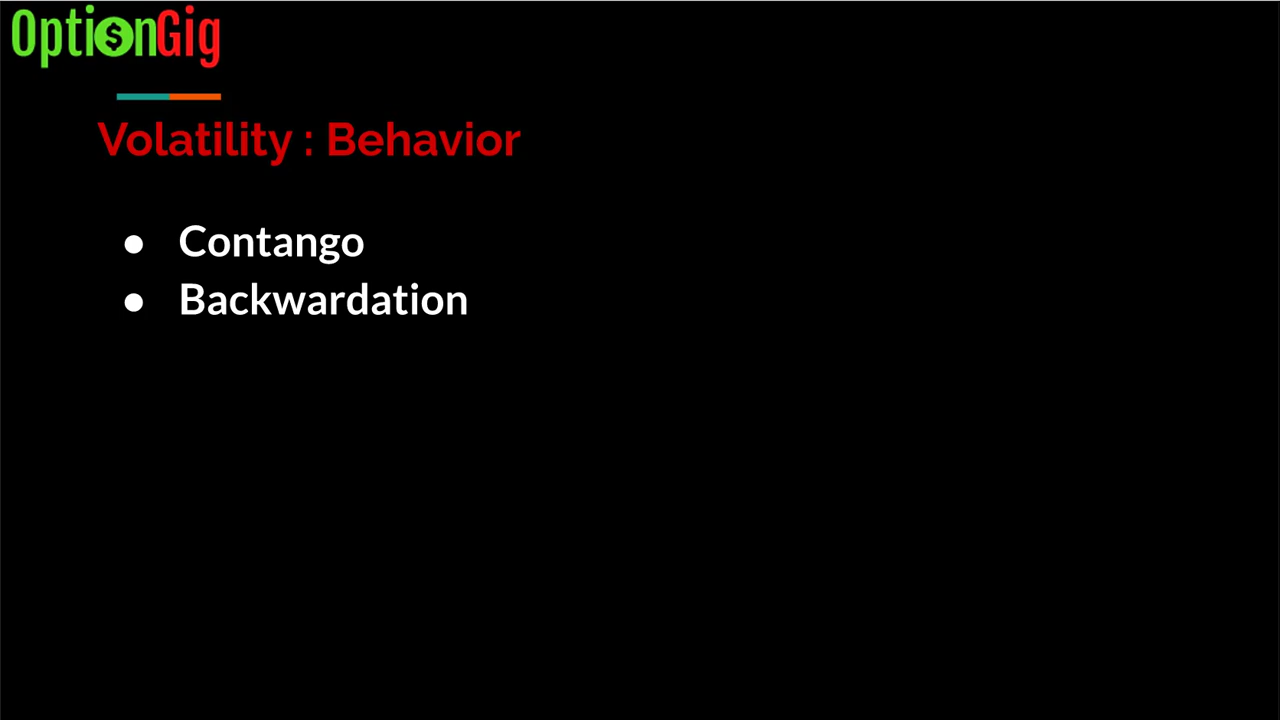 OptionGig
Volatility : Behavior
● Contango
● Backwardation